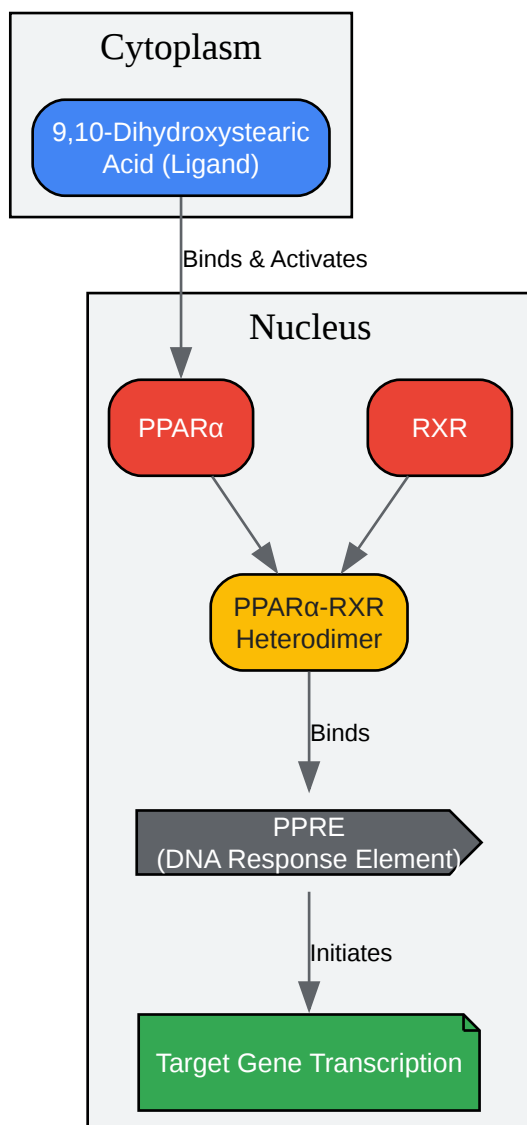 Cytoplasm
9,10-Dihydroxystearic
Acid (Ligand)
Binds & Activates
Nucleus
PPARα
RXR
PPARα-RXR
Heterodimer
Binds
PPRE
(DNA Response Element)
Initiates
Target Gene Transcription